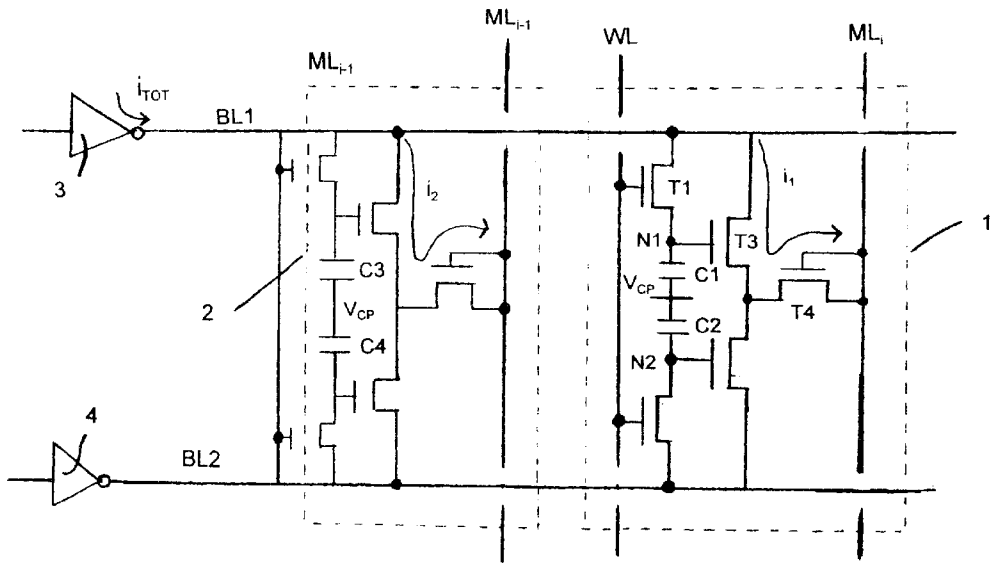 ML_{i-1}
WL
ML_i
ML_{i-1}
i_{TOT}
BL1
3
T1
i_1
1
i_2
N1
T3
C3
C1
2
V_{CP}
V_{CP}
C4
C2
T4
N2
4
BL2